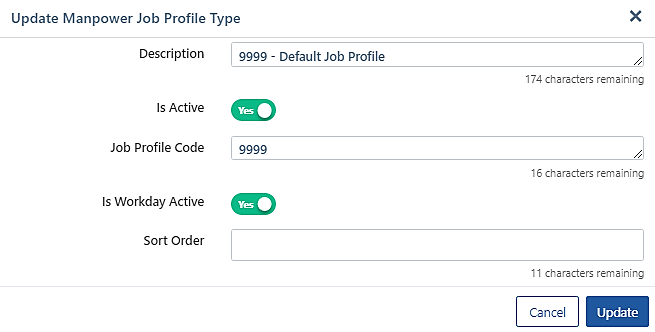 Update Manpower Job Profile Type ✕
Description 9999 - Default Job Profile
174 characters remaining
Is Active Yes
Job Profile Code 9999
16 characters remaining
Is Workday Active Yes
Sort Order
11 characters remaining
Cancel Update